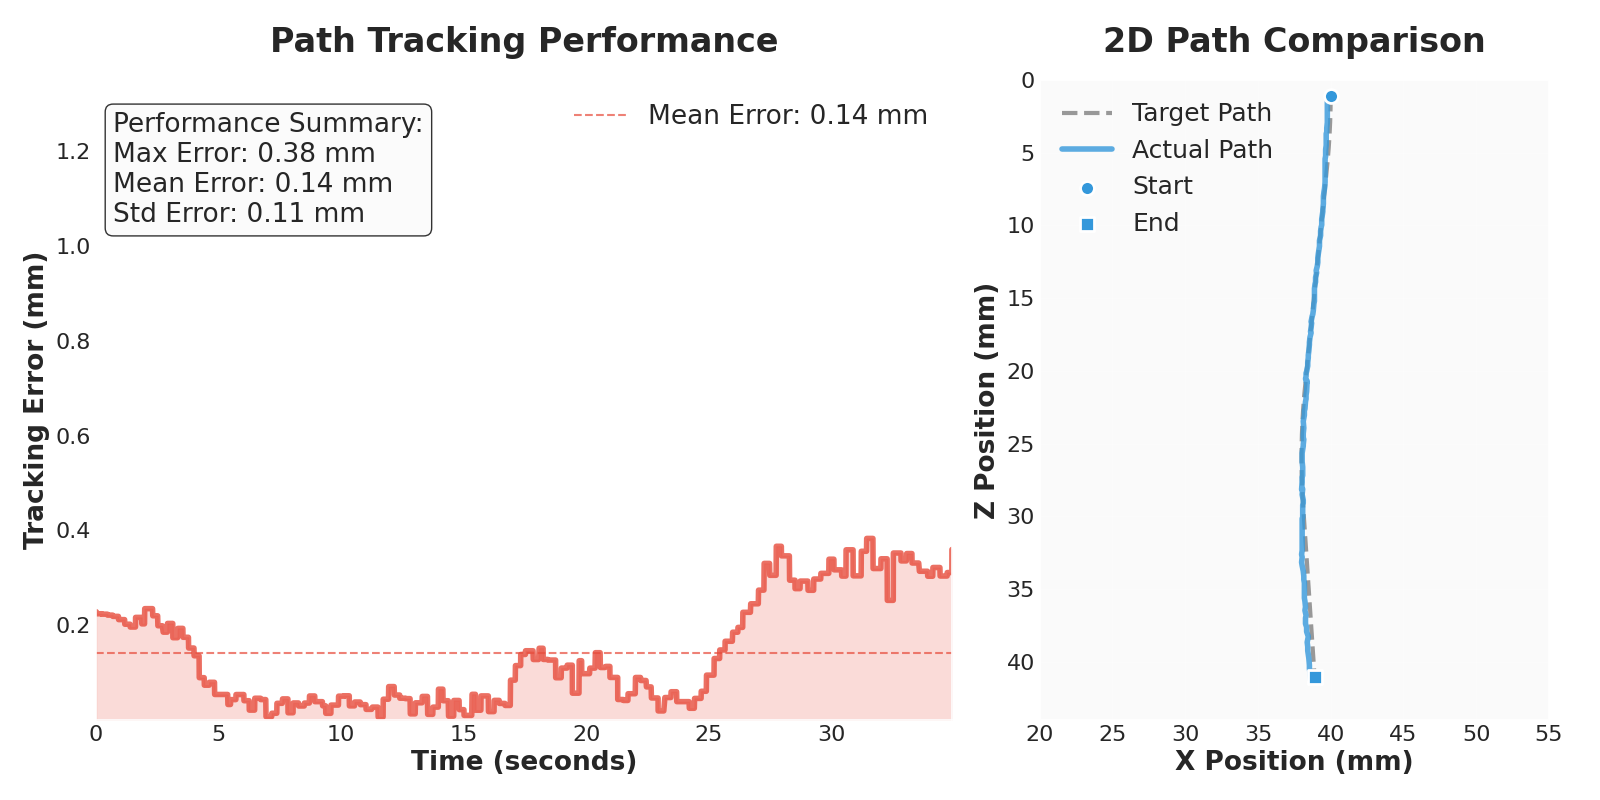 Path Tracking Performance
Performance Summary:
Max Error: 0.38 mm
Mean Error: 0.14 mm
Std Error: 0.11 mm
Mean Error: 0.14 mm
Tracking Error (mm)
1.2
1.0
0.8
0.6
0.4
0.2
0 5 10 15 20 25 30
Time (seconds)
2D Path Comparison
Target Path
Actual Path
Start
End
Z Position (mm)
0
5
10
15
20
25
30
35
40
20 25 30 35 40 45 50 55
X Position (mm)